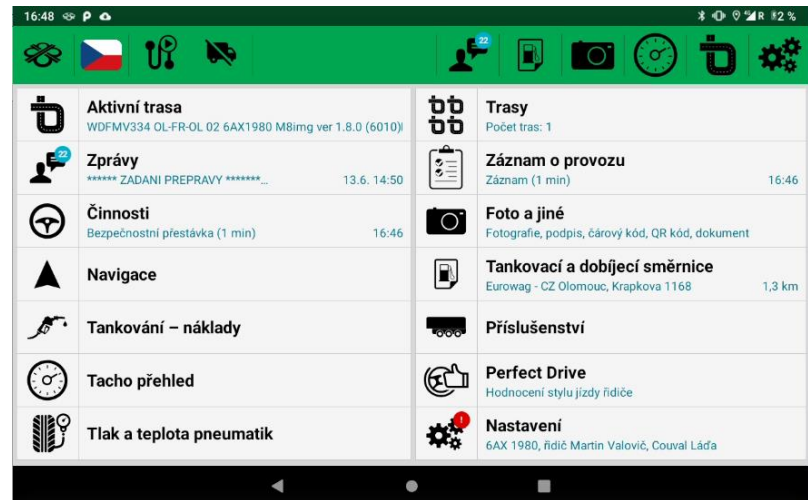 16:48
R 82 %
22
Aktivní trasa
WDFMV334 OL-FR-OL 02 6AX1980 M8img ver 1.8.0 (6010)
Zprávy
22
****** ZADANI PREPRAVY *******...
13.6. 14:50
Činnosti
Bezpečnostní přestávka (1 min)
16:46
Navigace
Tankování – náklady
Tacho přehled
Tlak a teplota pneumatik
Trasy
Počet tras: 1
Záznam o provozu
Záznam (1 min)
16:46
Foto a jiné
Fotografie, podpis, čárový kód, QR kód, dokument
Tankovací a dobíjecí směrnice
Eurowag - CZ Olomouc, Krapkova 1168
1,3 km
Příslušenství
Perfect Drive
Hodnocení stylu jízdy řidiče
Nastavení
6AX 1980, řidič Martin Valovič, Couval Láďa